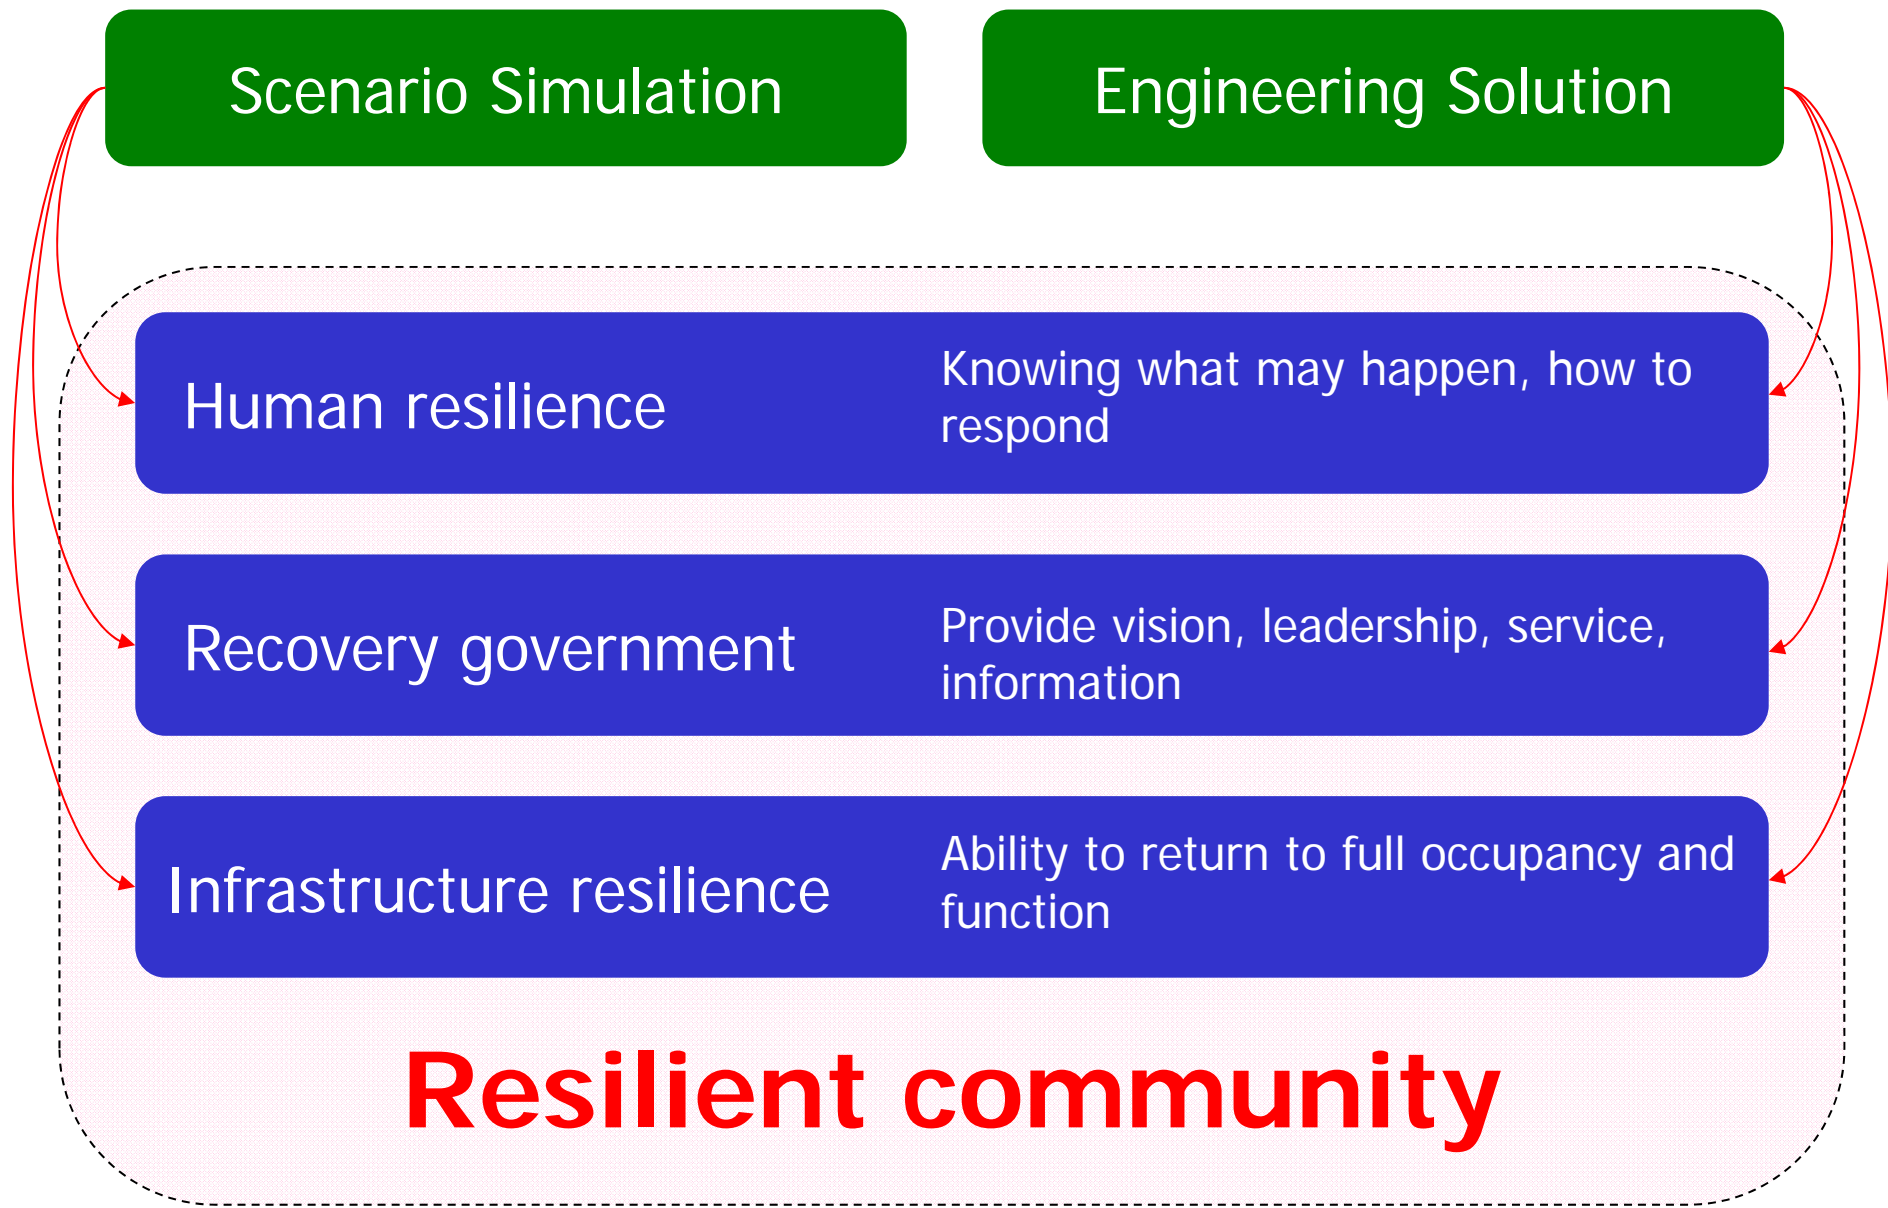 Scenario Simulation
Engineering Solution
Human resilience
Knowing what may happen, how to
respond
Recovery government
Provide vision, leadership, service,
information
Infrastructure resilience
Ability to return to full occupancy and
function
Resilient community